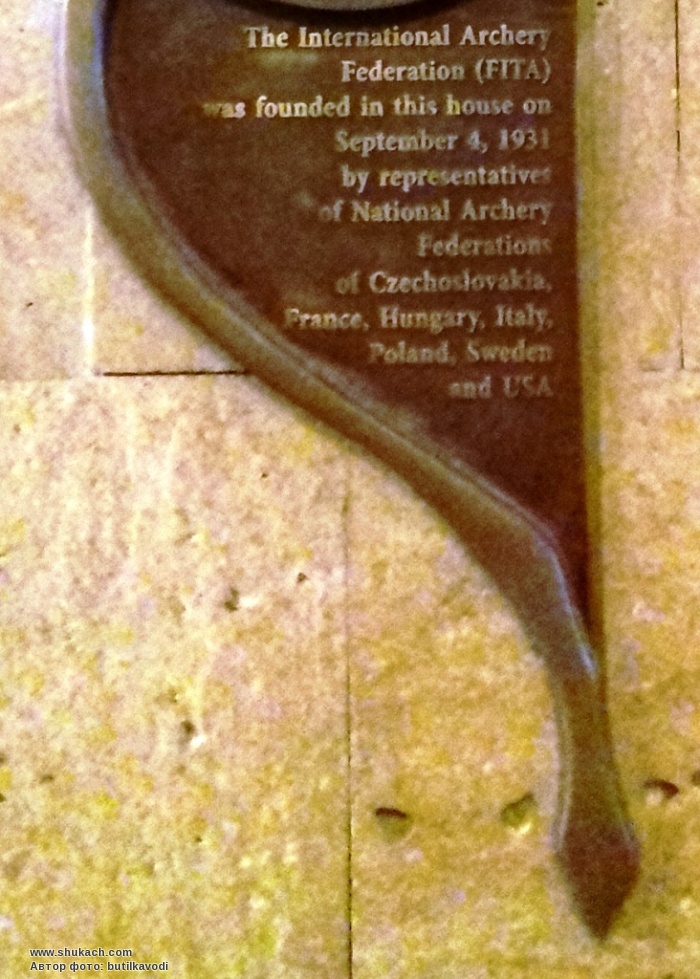 The International Archery
Federation (FITA)
was founded in this house on
September 4, 1931
by representatives
of National Archery
Federations
of Czechoslovakia,
France, Hungary, Italy,
Poland, Sweden
and USA
www.shukach.com
Автор фото: butilkavodi